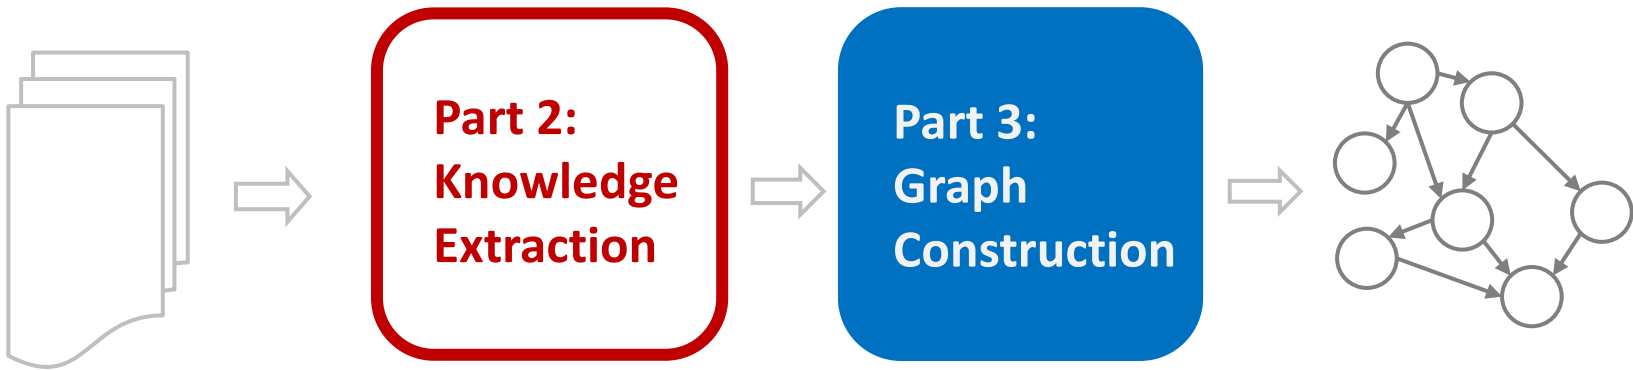 Part 2:
Knowledge
Extraction
Part 3:
Graph
Construction